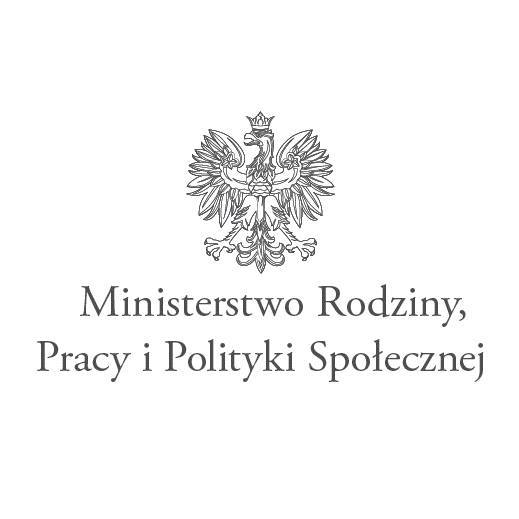 Ministerstwo Rodziny,
Pracy i Polityki Społecznej